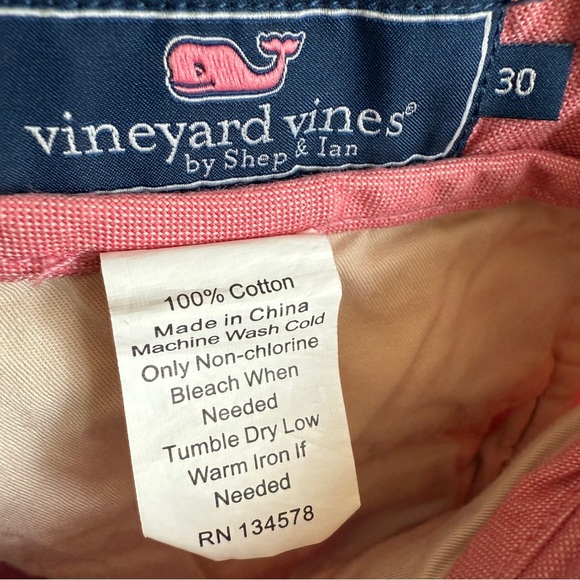 vineyard vines®
by Shep & Ian
30
100% Cotton
Made in China
Machine Wash Cold
Only Non-chlorine
Bleach When
Needed
Tumble Dry Low
Warm Iron If
Needed
RN 134578